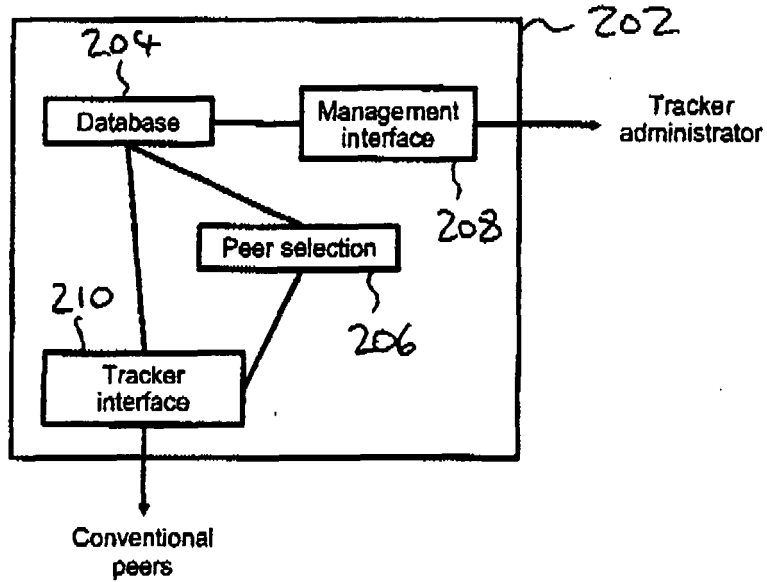 202
204
Database
Management
interface
Tracker
administrator
208
Peer selection
206
210
Tracker
interface
Conventional
peers